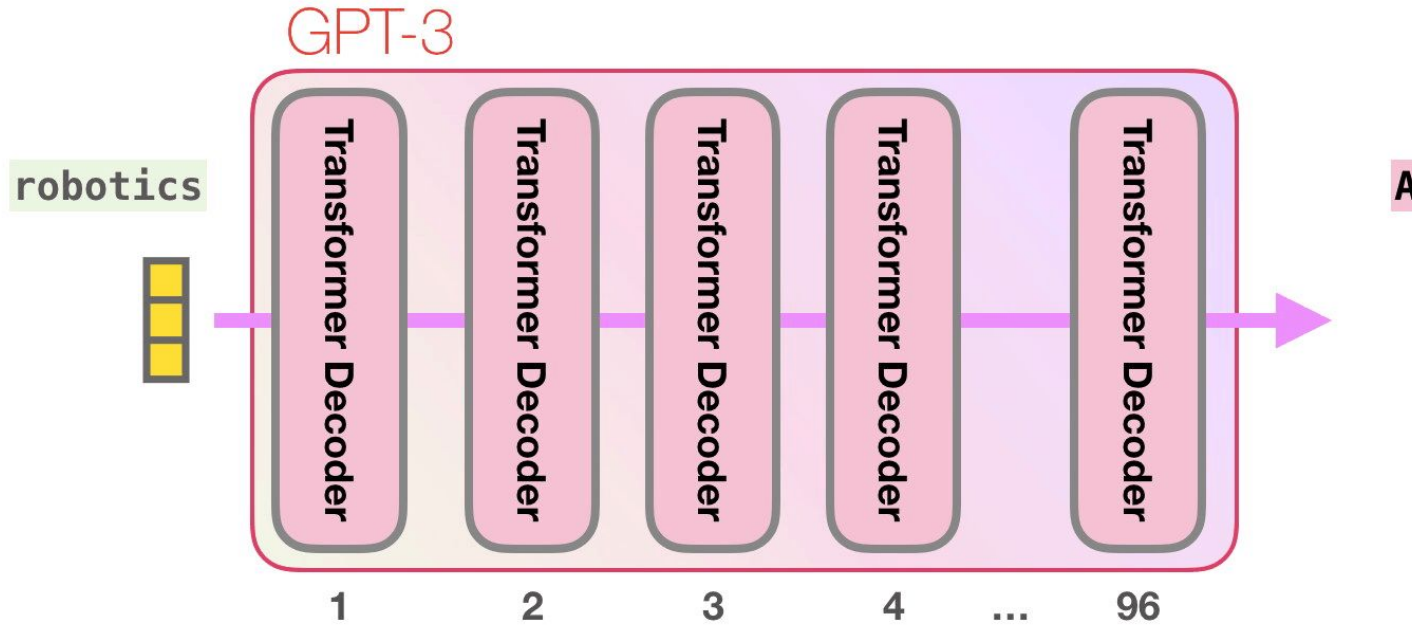 GPT-3
robotics
Transformer Decoder
Transformer Decoder
Transformer Decoder
Transformer Decoder
Transformer Decoder
1 2 3 4 ... 96